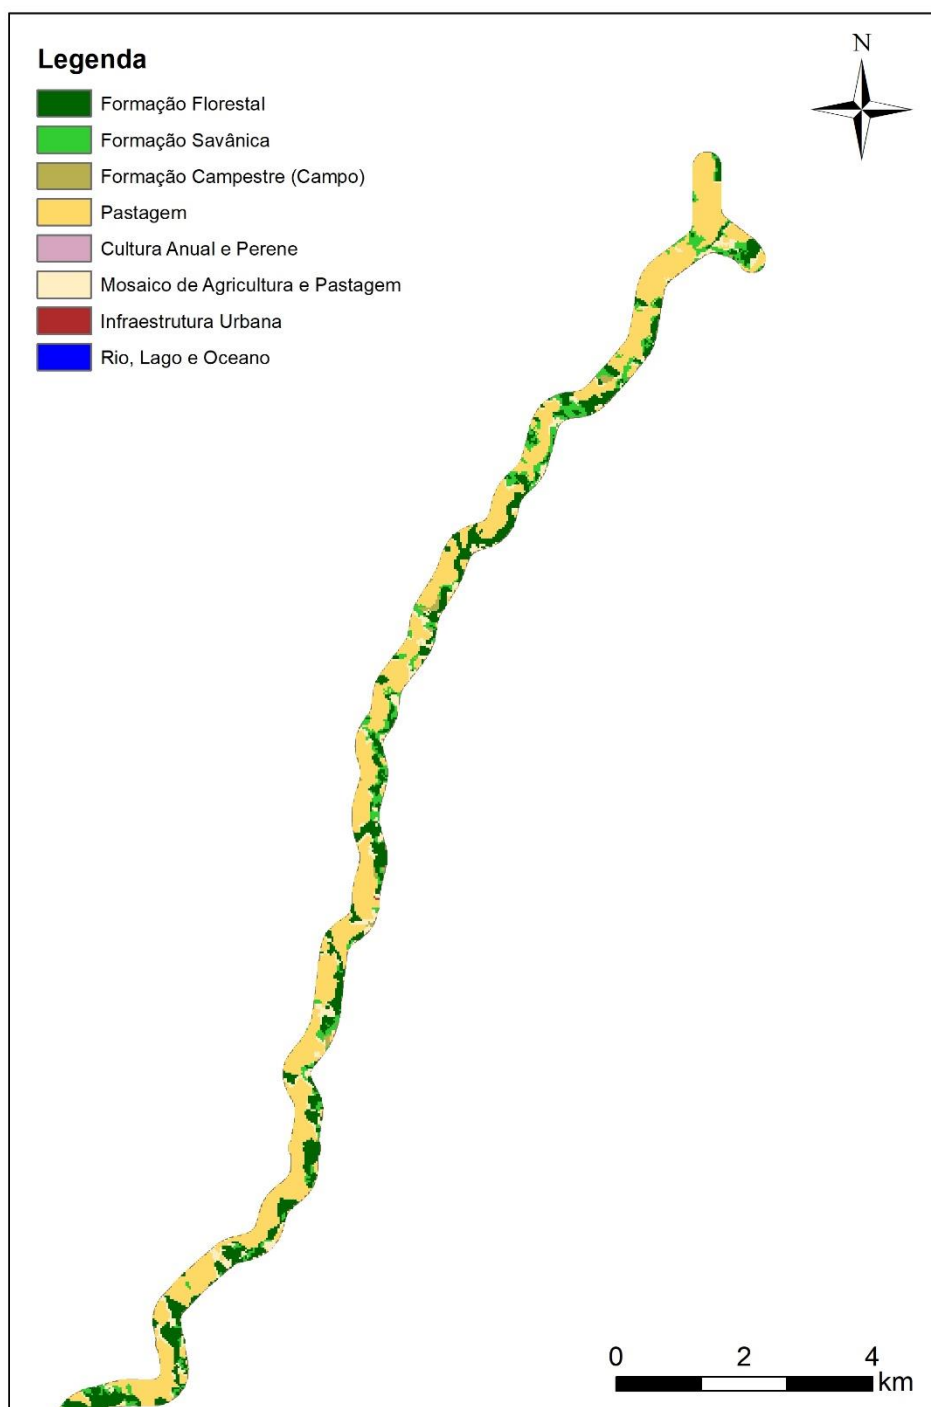 Legenda
Formação Florestal
Formação Savânica
Formação Campestre (Campo)
Pastagem
Cultura Anual e Perene
Mosaico de Agricultura e Pastagem
Infraestrutura Urbana
Rio, Lago e Oceano
N
0 2 4
km